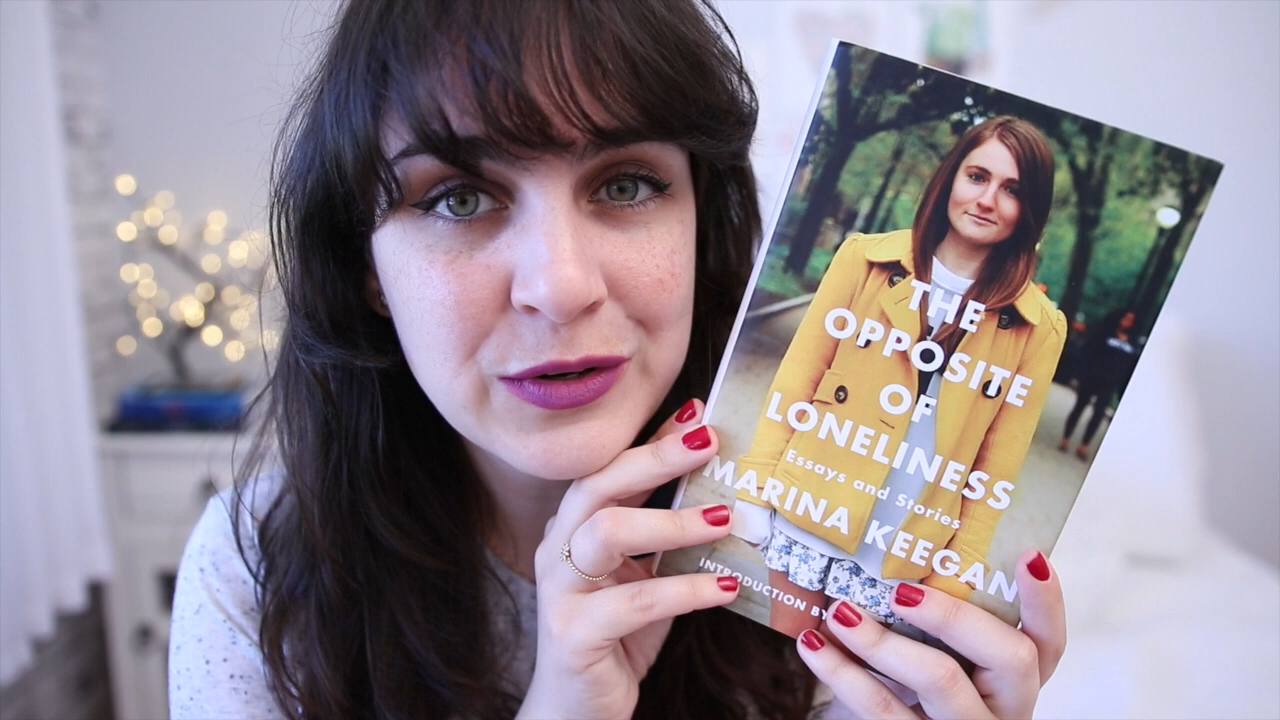 THE
OPPOSITE
OF
LONELINESS
Essays and Stories
MARINA KEEGAN
INTRODUCTION BY